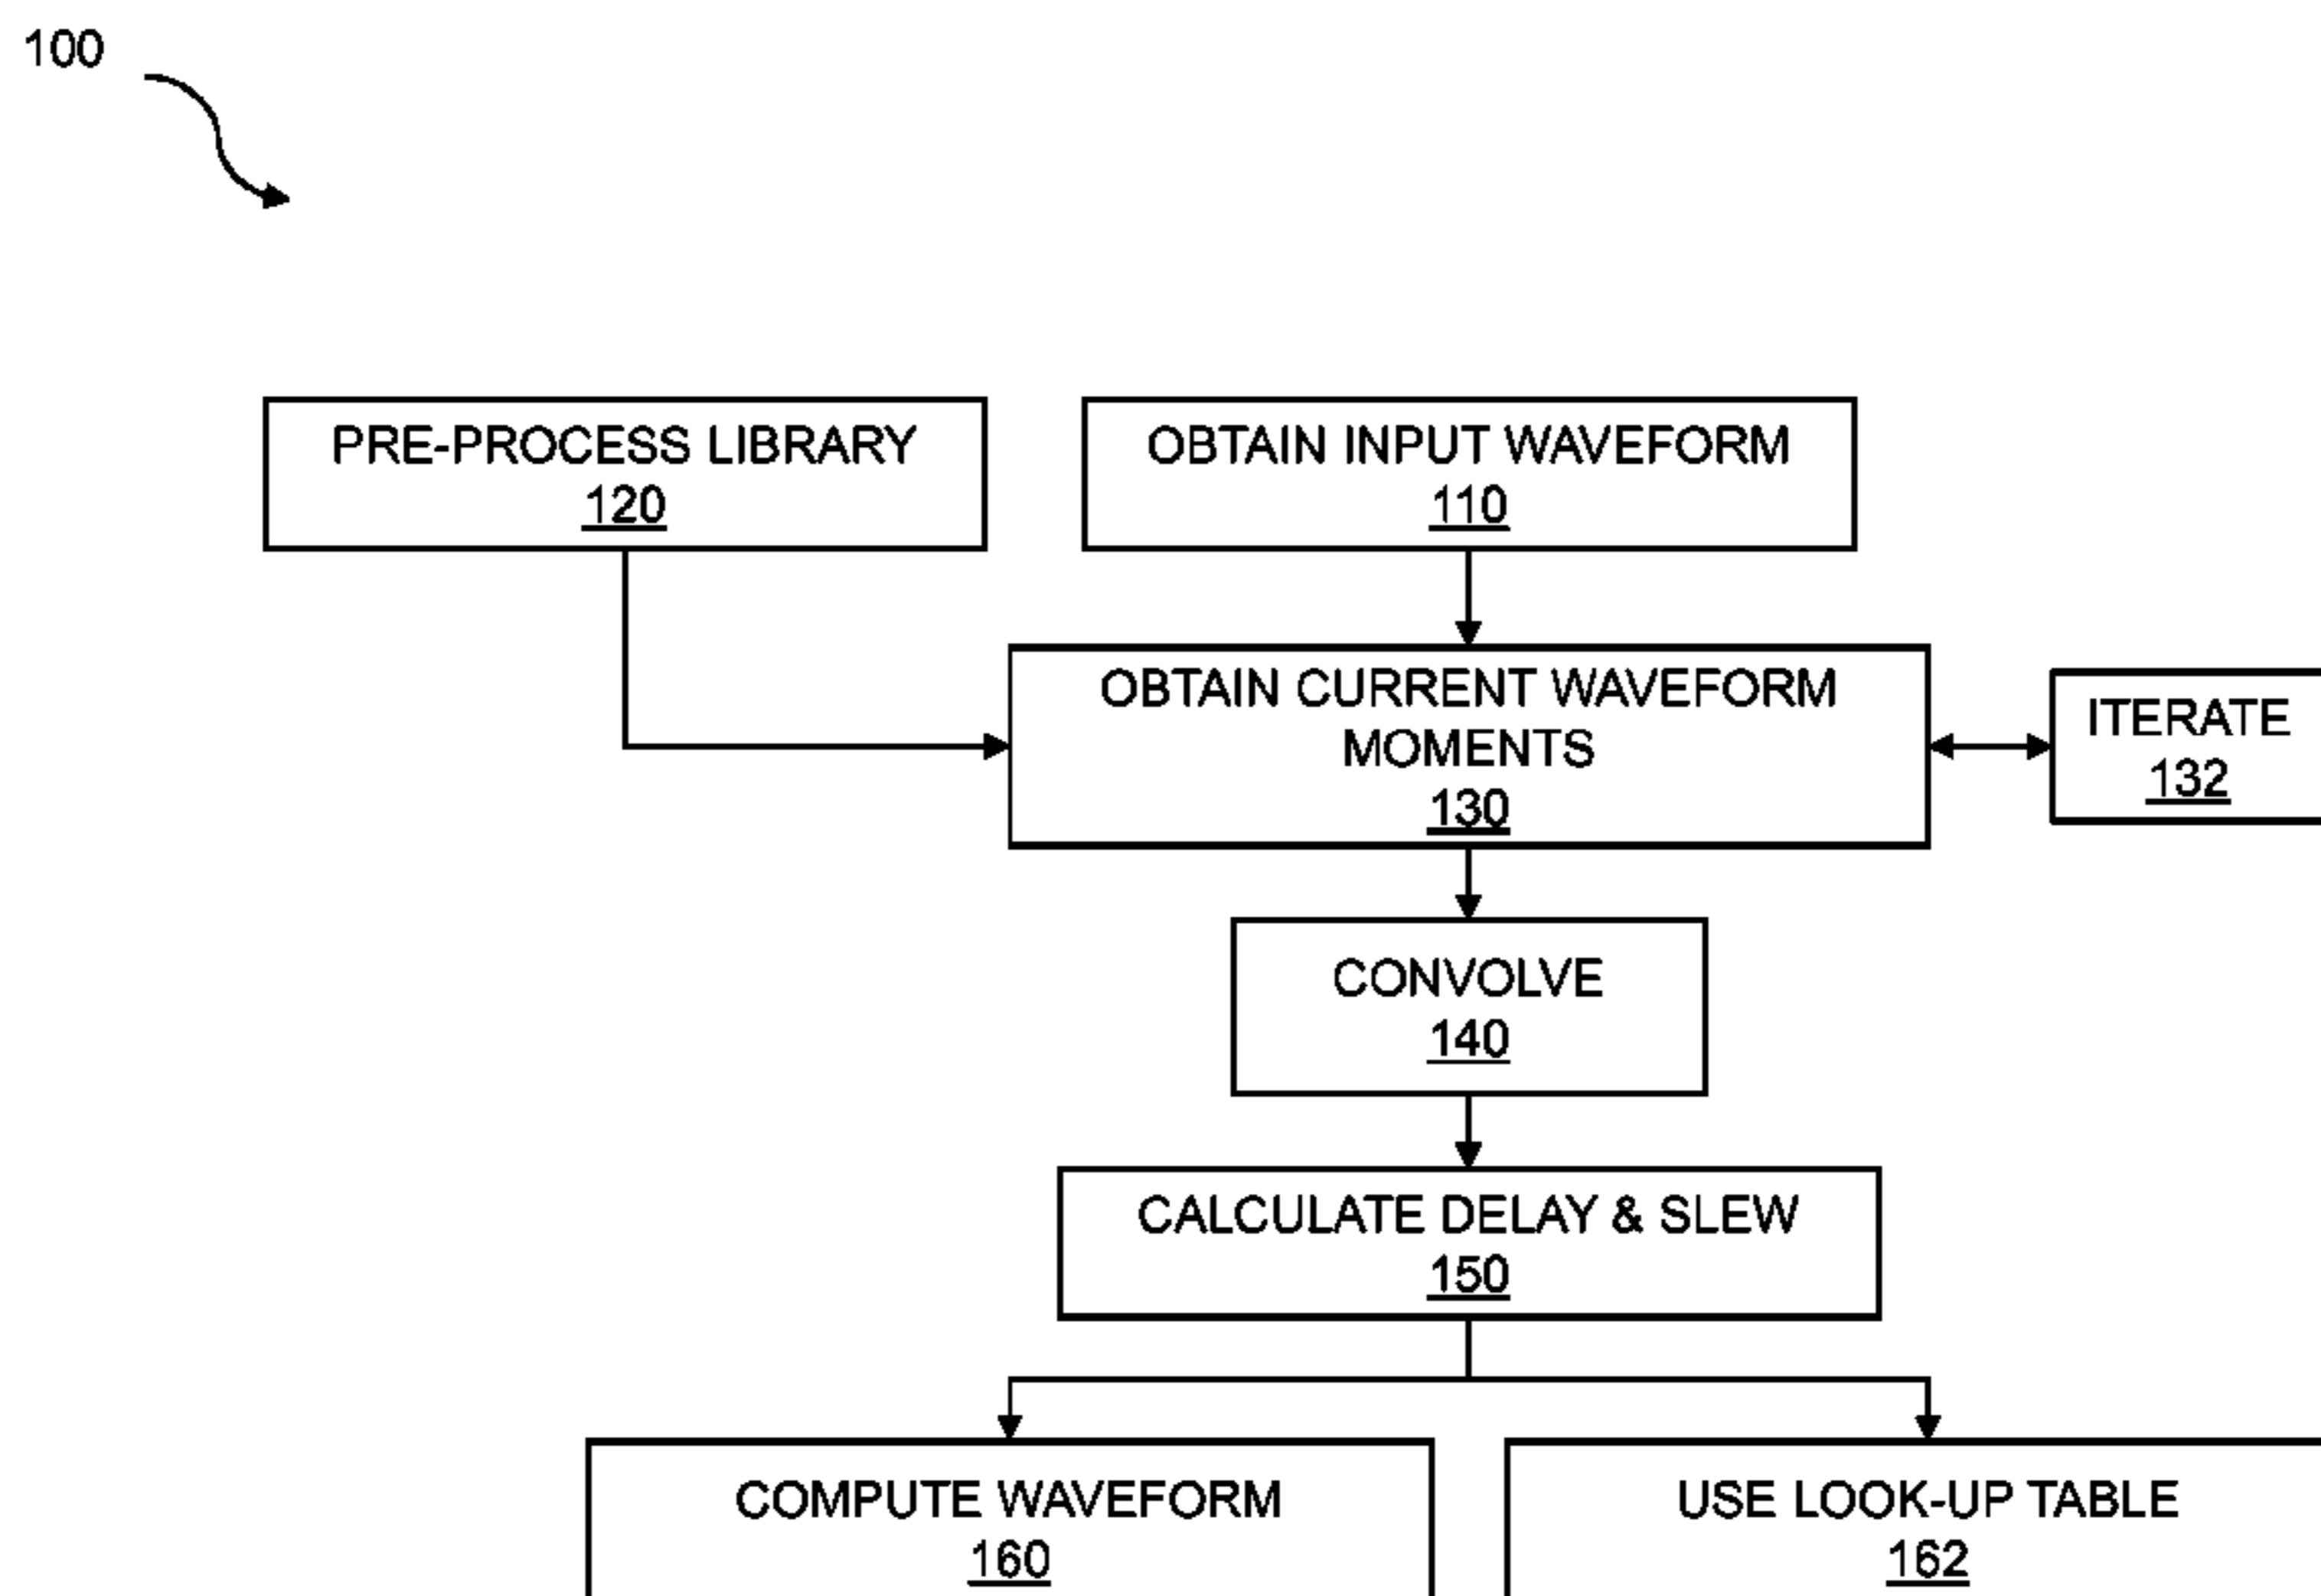 100
PRE-PROCESS LIBRARY
120
OBTAIN INPUT WAVEFORM
110
OBTAIN CURRENT WAVEFORM
MOMENTS
130
ITERATE
132
CONVOLVE
140
CALCULATE DELAY & SLEW
150
COMPUTE WAVEFORM
160
USE LOOK-UP TABLE
162